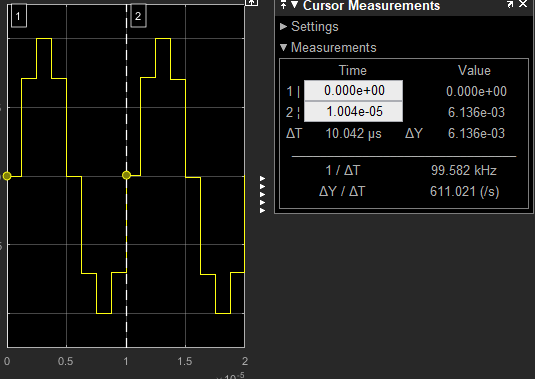 1 2
Cursor Measurements
Settings
Measurements
Time Value
1 | 0.000e+00 0.000e+00
2 ¦ 1.004e-05 6.136e-03
ΔT 10.042 µs ΔY 6.136e-03
1 / ΔT 99.582 kHz
ΔY / ΔT 611.021 (/s)
0 0.5 1 1.5 2